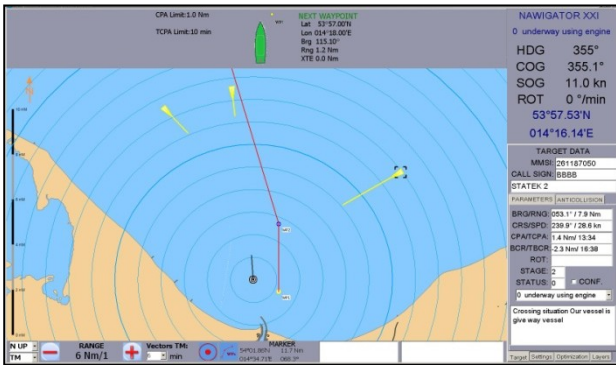 CPA Limit:1.0 Nm
TCPA Limit:10 min
NEXT WAYPOINT
Lat 53°57.00'N
Lon 014°18.00'E
Brg 115.10°
Rng 1.2 Nm
XTE 0.0 Nm
NAWIGATOR XXI
0 underway using engine
HDG 355°
COG 355.1°
SOG 11.0 kn
ROT 0 °/min
53°57.53'N
014°16.14'E
TARGET DATA
MMSI: 261187050
CALL SIGN: BBBB
STATEK 2
PARAMETERS ANTICOLLISION
BRG/RNG: 053.1° / 7.9 Nm
CRS/SPD: 239.9° / 28.6 kn
CPA/TCPA: 1.4 Nm/ 13:34
BCR/TBCR: -2.3 Nm/ 16:38
ROT:
STAGE: 2
STATUS: 0 CONF.
0 underway using engine
Crossing situation Our vessel is
give way vessel
Target Settings Optimization Layers
WP2
WP1
N UP
TM
RANGE
6 Nm/1
Vectors TM:
min
MARKER
11.7 Nm